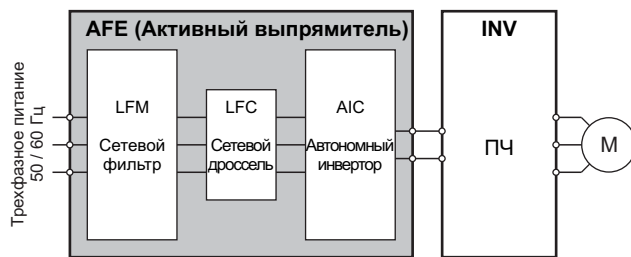 AFE (Активный выпрямитель)
INV
Трехфазное питание
50 / 60 Гц
LFM
Сетевой
фильтр
LFC
Сетевой
дроссель
AIC
Автономный
инвертор
ПЧ
М